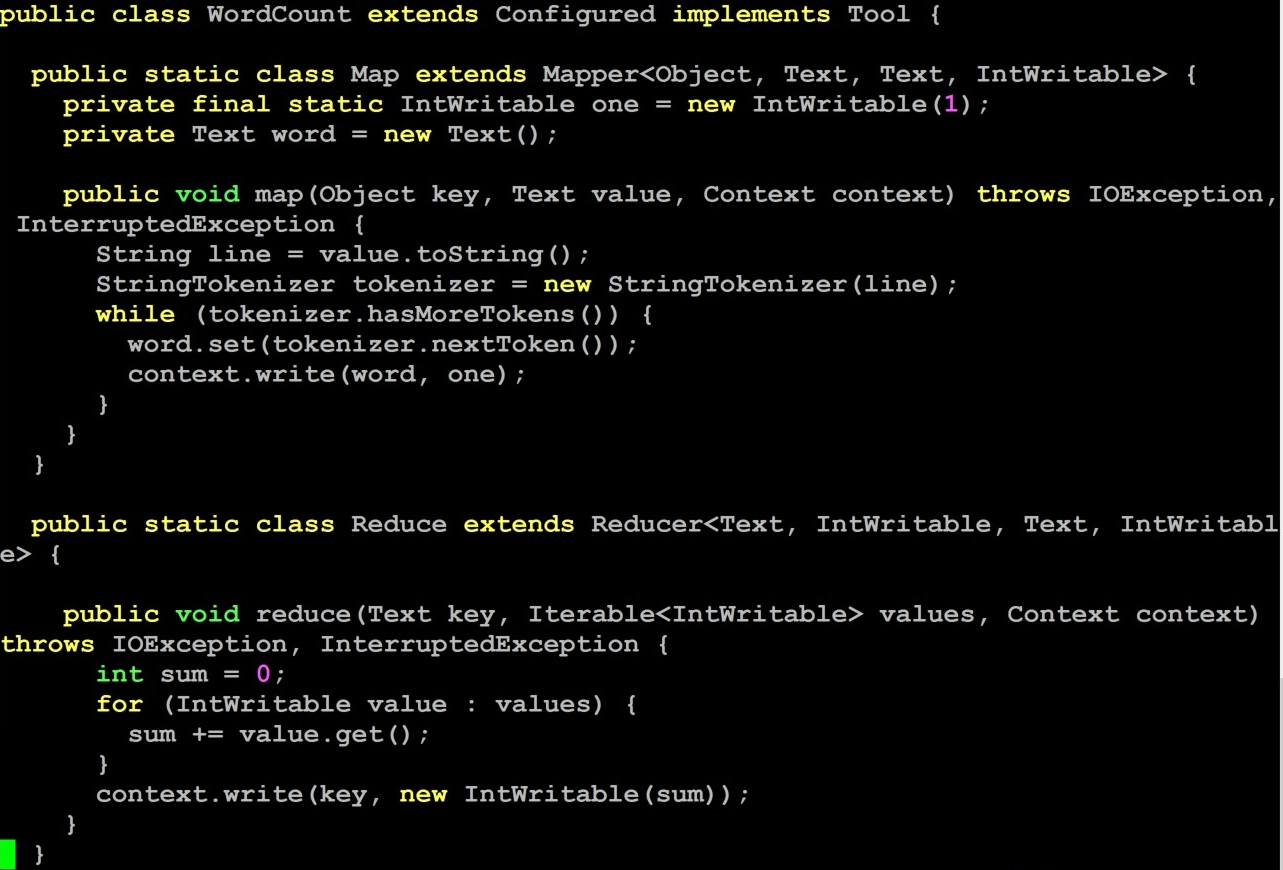 public class WordCount extends Configured implements Tool {
public static class Map extends Mapper<Object, Text, Text, IntWritable> {
private final static IntWritable one = new IntWritable(1);
private Text word = new Text();
public void map(Object key, Text value, Context context) throws IOException,
InterruptedException {
String line = value.toString();
StringTokenizer tokenizer = new StringTokenizer(line);
while (tokenizer.hasMoreTokens()) {
word.set(tokenizer.nextToken());
context.write(word, one);
}
}
}
public static class Reduce extends Reducer<Text, IntWritable, Text, IntWritabl
e> {
public void reduce(Text key, Iterable<IntWritable> values, Context context)
throws IOException, InterruptedException {
int sum = 0;
for (IntWritable value : values) {
sum += value.get();
}
context.write(key, new IntWritable(sum));
}
}